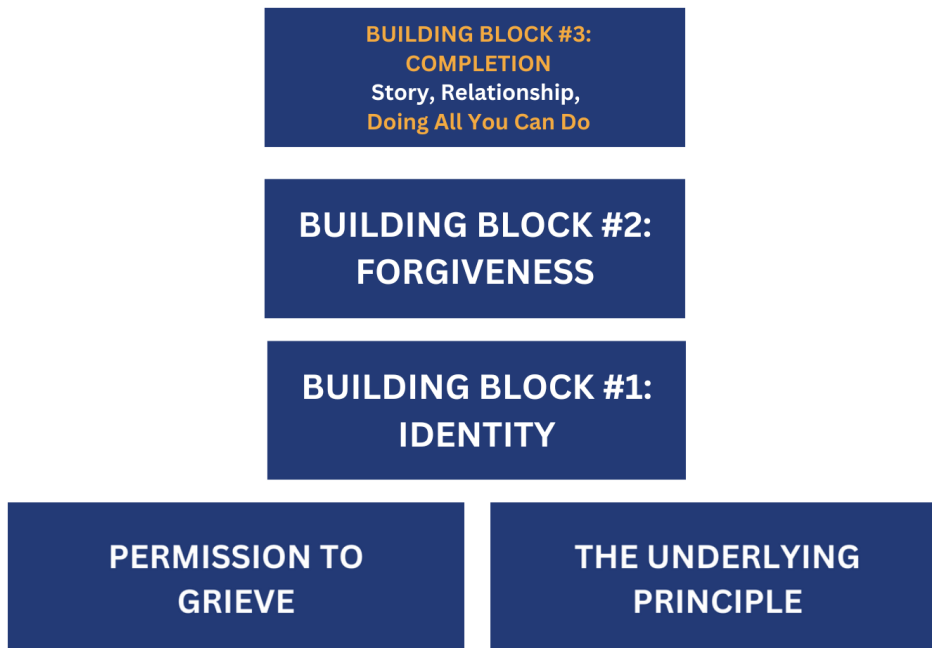 BUILDING BLOCK #3:
COMPLETION
Story, Relationship,
Doing All You Can Do
BUILDING BLOCK #2:
FORGIVENESS
BUILDING BLOCK #1:
IDENTITY
PERMISSION TO
GRIEVE
THE UNDERLYING
PRINCIPLE